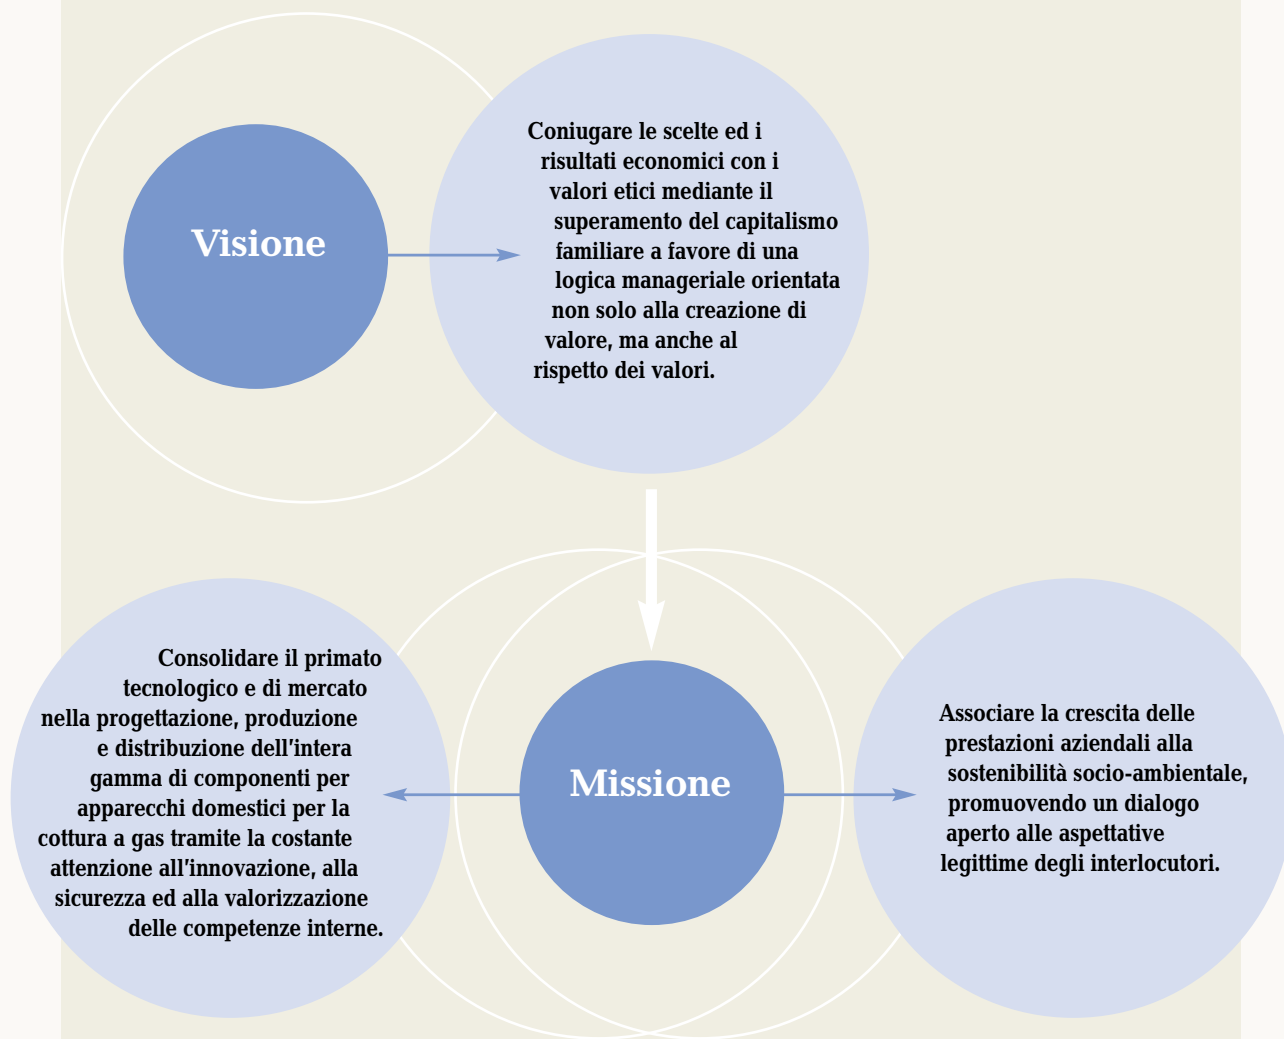 Visione
Coniugare le scelte ed i
risultati economici con i
valori etici mediante il
superamento del capitalismo
familiare a favore di una
logica manageriale orientata
non solo alla creazione di
valore, ma anche al
rispetto dei valori.
Consolidare il primato
tecnologico e di mercato
nella progettazione, produzione
e distribuzione dell'intera
gamma di componenti per
apparecchi domestici per la
cottura a gas tramite la costante
attenzione all'innovazione, alla
sicurezza ed alla valorizzazione
delle competenze interne.
Missione
Associare la crescita delle
prestazioni aziendali alla
sostenibilità socio-ambientale,
promuovendo un dialogo
aperto alle aspettative
legittime degli interlocutori.